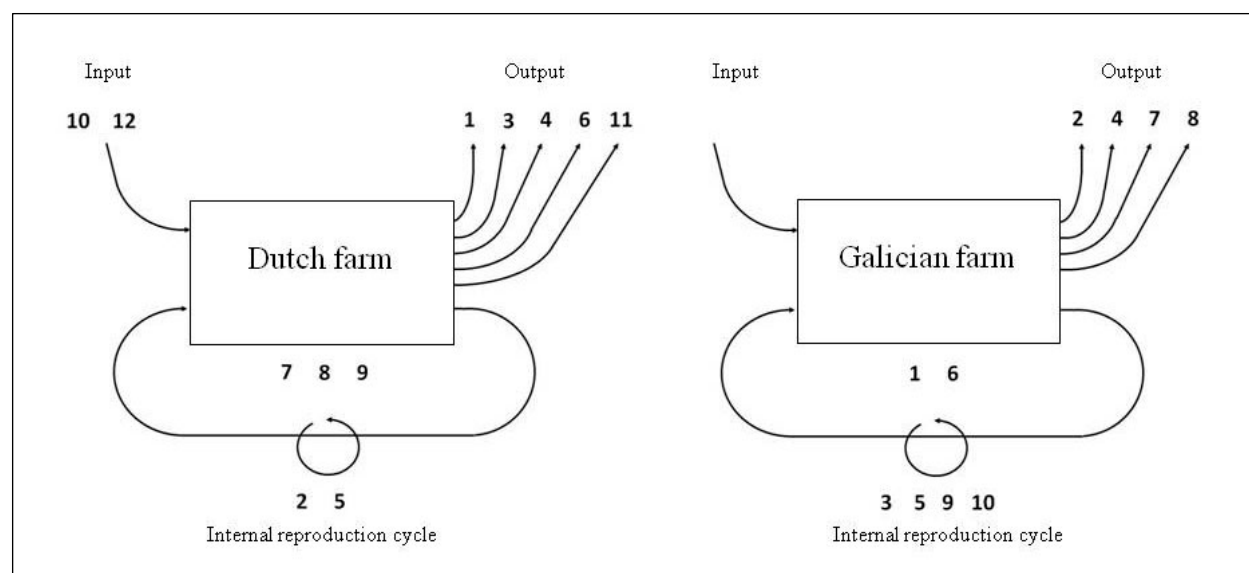 Input Output Input Output
10 12 1 3 4 6 11 2 4 7 8
Dutch farm Galician farm
7 8 9 1 6
2 5 3 5 9 10
Internal reproduction cycle Internal reproduction cycle